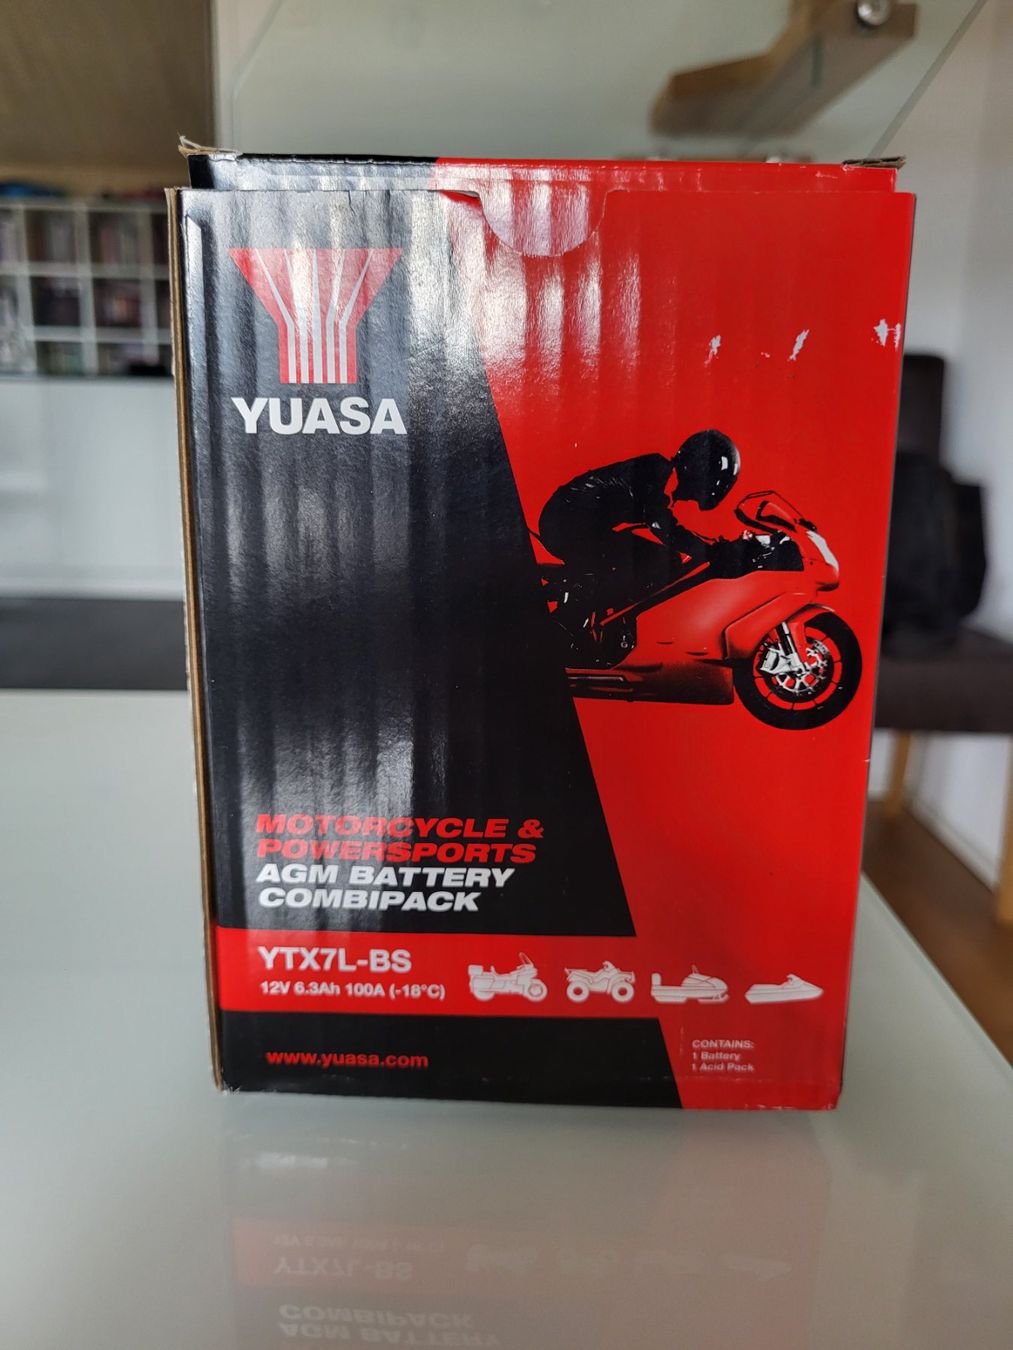 YUASA
MOTORCYCLE &
POWERSPORTS
AGM BATTERY
COMBIPACK
YTX7L-BS
12V 6.3Ah 100A (-18°C)
www.yuasa.com
CONTAINS:
1 Battery
1 Acid Pack